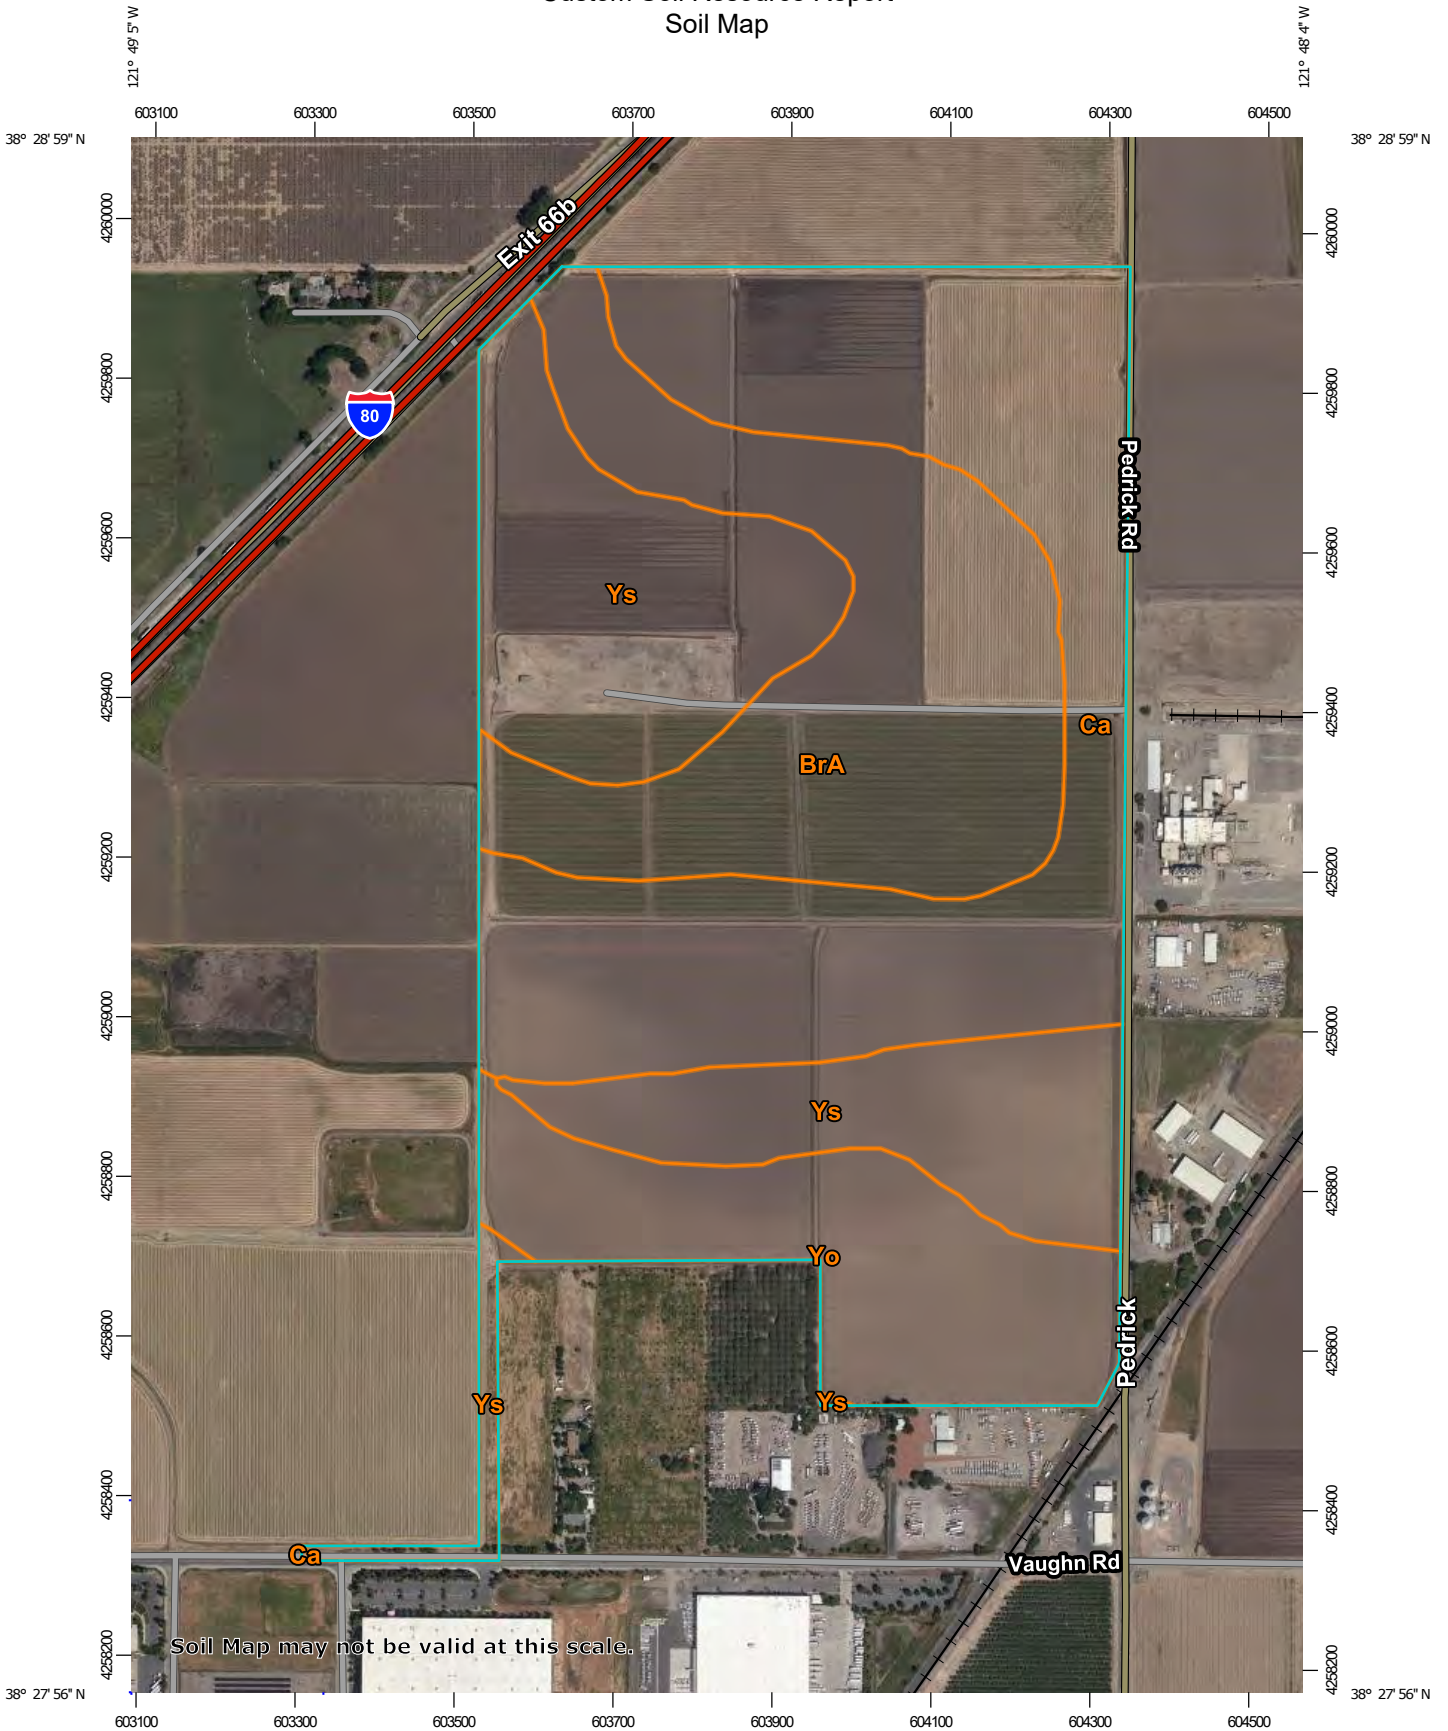 Custom Soil Resource Report
Soil Map
121° 49' 5'' W
121° 48' 4'' W
603100 603300 603500 603700 603900 604100 604300 604500
38° 28' 59'' N
38° 28' 59'' N
4260000
4260000
Exit 66b
4259800
4259800
80
Pedrick Rd
4259600
4259600
Ys
4259400
4259400
Ca
BrA
4259200
4259200
4259000
4259000
Ys
4258800
4258800
Yo
4258600
4258600
Pedrick
Ys
Ys
4258400
4258400
Ca
Vaughn Rd
Soil Map may not be valid at this scale.
4258200
4258200
38° 27' 56'' N
38° 27' 56'' N
603100 603300 603500 603700 603900 604100 604300 604500